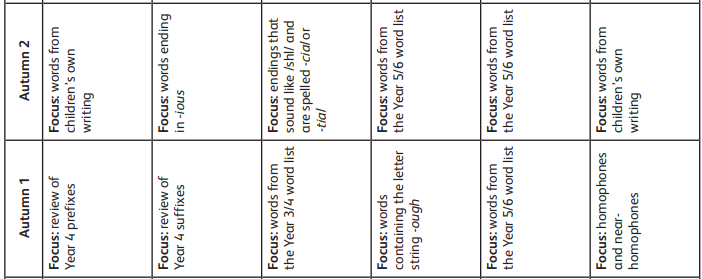 Autumn 1
Autumn 2
Focus: review of
Year 4 prefixes
Focus: words from
children's own
writing
Focus: review of
Year 4 suffixes
Focus: words ending
in -ious
Focus: words from
the Year 3/4 word list
Focus: endings that
sound like /shl/ and
are spelled -cial or
-tial
Focus: words
containing the letter
string -ough
Focus: words from
the Year 5/6 word list
Focus: words from
the Year 5/6 word list
Focus: words from
the Year 5/6 word list
Focus: homophones
and near-
homophones
Focus: words from
children's own
writing